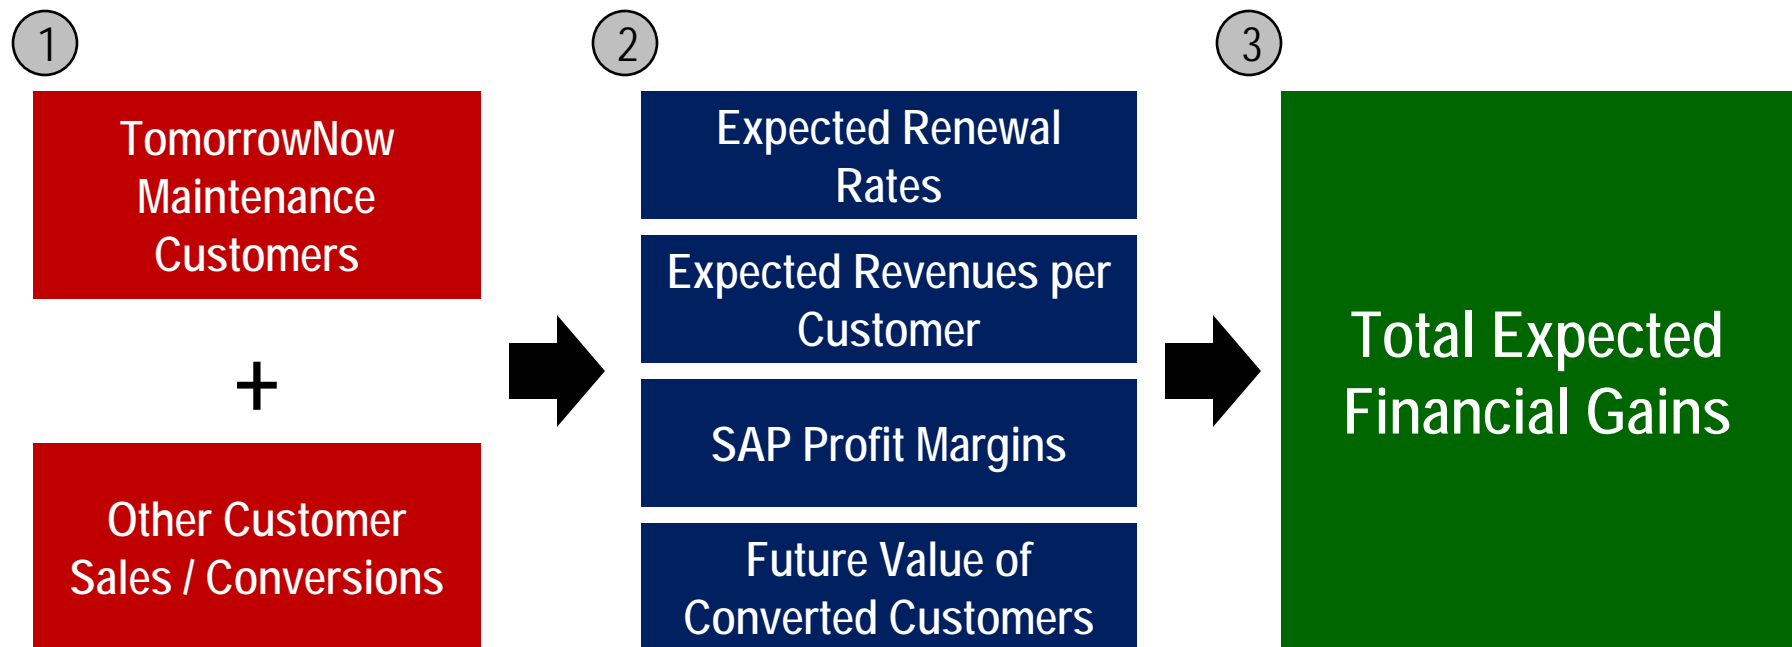 1
TomorrowNow
Maintenance
Customers
+
Other Customer
Sales / Conversions
2
Expected Renewal
Rates
Expected Revenues per
Customer
SAP Profit Margins
Future Value of
Converted Customers
3
Total Expected
Financial Gains